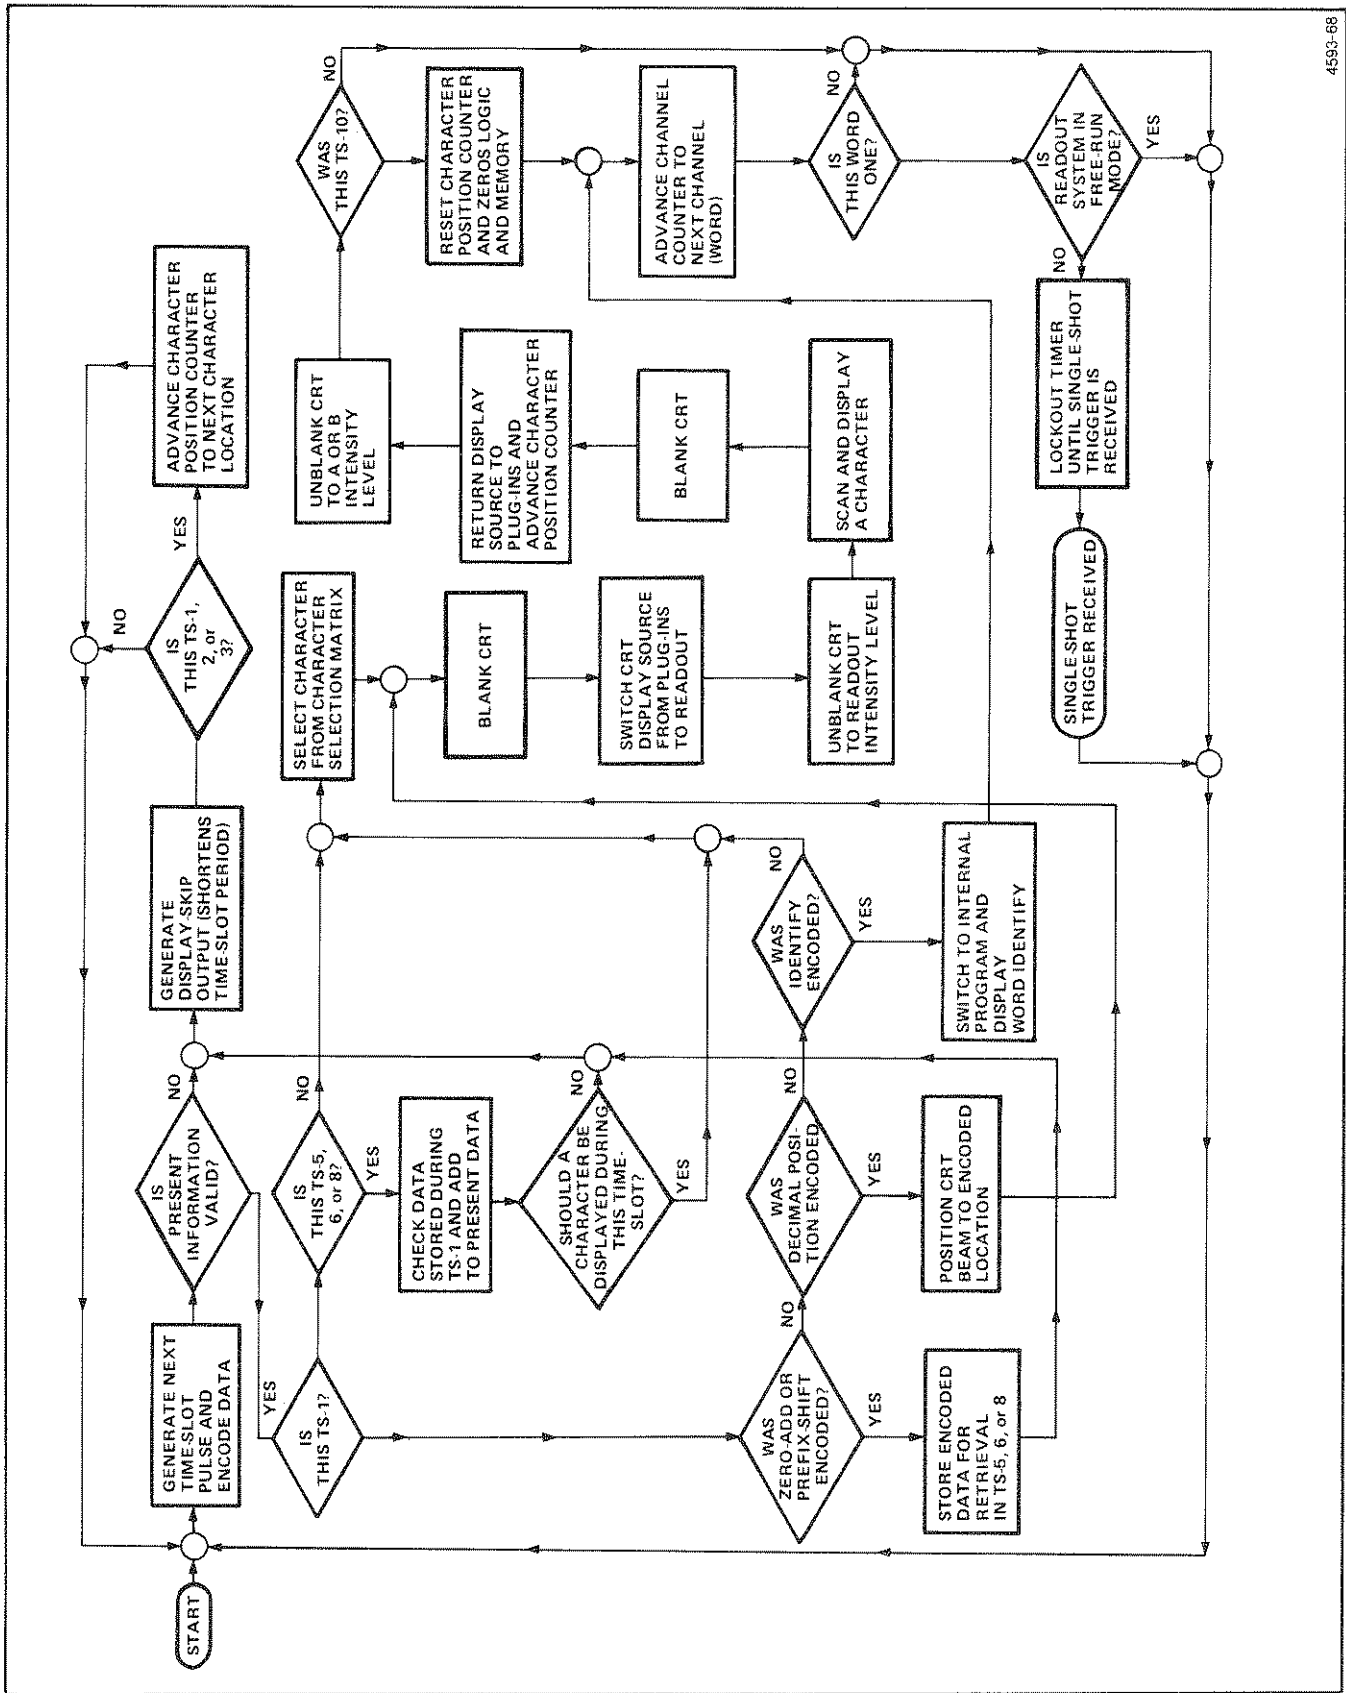 START
GENERATE NEXT
TIME-SLOT
PULSE AND
ENCODE DATA
IS
PRESENT
INFORMATION
VALID?
NO
YES
GENERATE
DISPLAY-SKIP
OUTPUT (SHORTENS
TIME-SLOT PERIOD)
IS
THIS TS-1,
2, or
3?
NO
YES
ADVANCE CHARACTER
POSITION COUNTER
TO NEXT CHARACTER
LOCATION
IS
THIS TS-1?
IS
THIS TS-5,
6, or 8?
NO
YES
CHECK DATA
STORED DURING
TS-1 AND ADD
TO PRESENT DATA
SHOULD A
CHARACTER BE
DISPLAYED DURING
THIS TIME-
SLOT?
NO
YES
WAS
ZERO-ADD OR
PREFIX-SHIFT
ENCODED?
NO
YES
STORE ENCODED
DATA FOR
RETRIEVAL
IN TS-5, 6, or 8
WAS
DECIMAL POSI-
TION ENCODED
NO
YES
POSITION CRT
BEAM TO ENCODED
LOCATION
WAS
IDENTIFY
ENCODED?
NO
YES
SWITCH TO INTERNAL
PROGRAM AND
DISPLAY
WORD IDENTIFY
SELECT CHARACTER
FROM CHARACTER
SELECTION MATRIX
BLANK CRT
SWITCH CRT
DISPLAY SOURCE
FROM PLUG-INS
TO READOUT
UNBLANK CRT
TO READOUT
INTENSITY LEVEL
SCAN AND DISPLAY
A CHARACTER
BLANK CRT
RETURN DISPLAY
SOURCE TO
PLUG-INS AND
ADVANCE CHARACTER
POSITION COUNTER
UNBLANK CRT
TO A OR B
INTENSITY
LEVEL
WAS
THIS TS-10?
NO
RESET CHARACTER
POSITION COUNTER
AND ZEROS LOGIC
AND MEMORY
ADVANCE CHANNEL
COUNTER TO
NEXT CHANNEL
(WORD)
IS
THIS WORD
ONE?
NO
IS
READOUT
SYSTEM IN
FREE-RUN
MODE?
YES
NO
LOCKOUT TIMER
UNTIL SINGLE-SHOT
TRIGGER IS
RECEIVED
SINGLE-SHOT
TRIGGER RECEIVED
4593-68